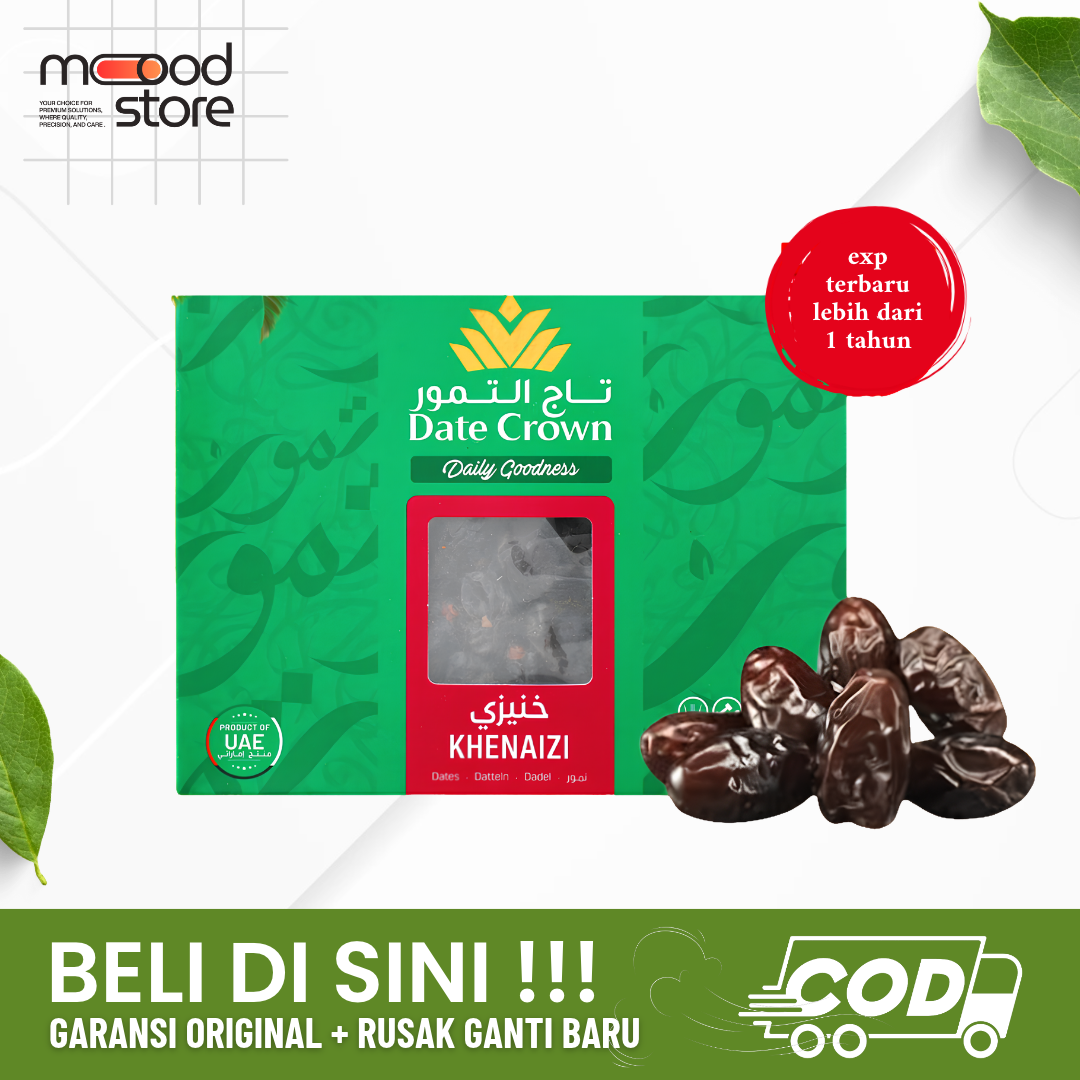 mood
store
YOUR CHOICE FOR
PREMIUM SOLUTIONS,
WHERE QUALITY,
PRECISION, AND CARE.
exp
terbaru
lebih dari
1 tahun
تاج التمور
Date Crown
Daily Goodness
خنيزي
KHENAIZI
Dates . Datteln . Dadel . تمور
PRODUCT OF
UAE
منتج إماراتي
BELI DI SINI !!!
GARANSI ORIGINAL + RUSAK GANTI BARU
COD